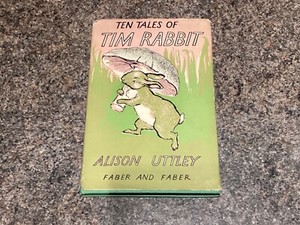 TEN TALES OF
TIM RABBIT
ALISON UTTLEY
FABER AND FABER